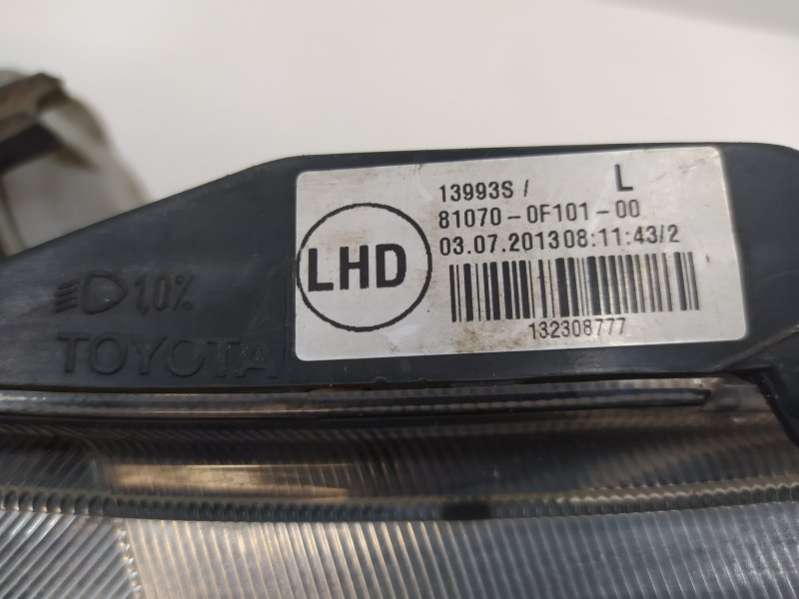 13993S / L
81070-0F101-00
03.07.2013 08:11:43/2
LHD
132308777
1,0%
TOYOTA